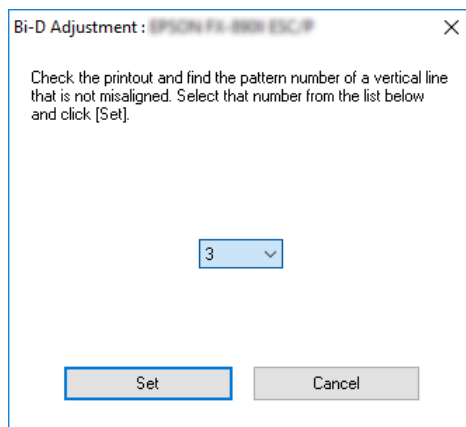 Bi-D Adjustment :
Check the printout and find the pattern number of a vertical line
that is not misaligned. Select that number from the list below
and click [Set].
3
Set
Cancel